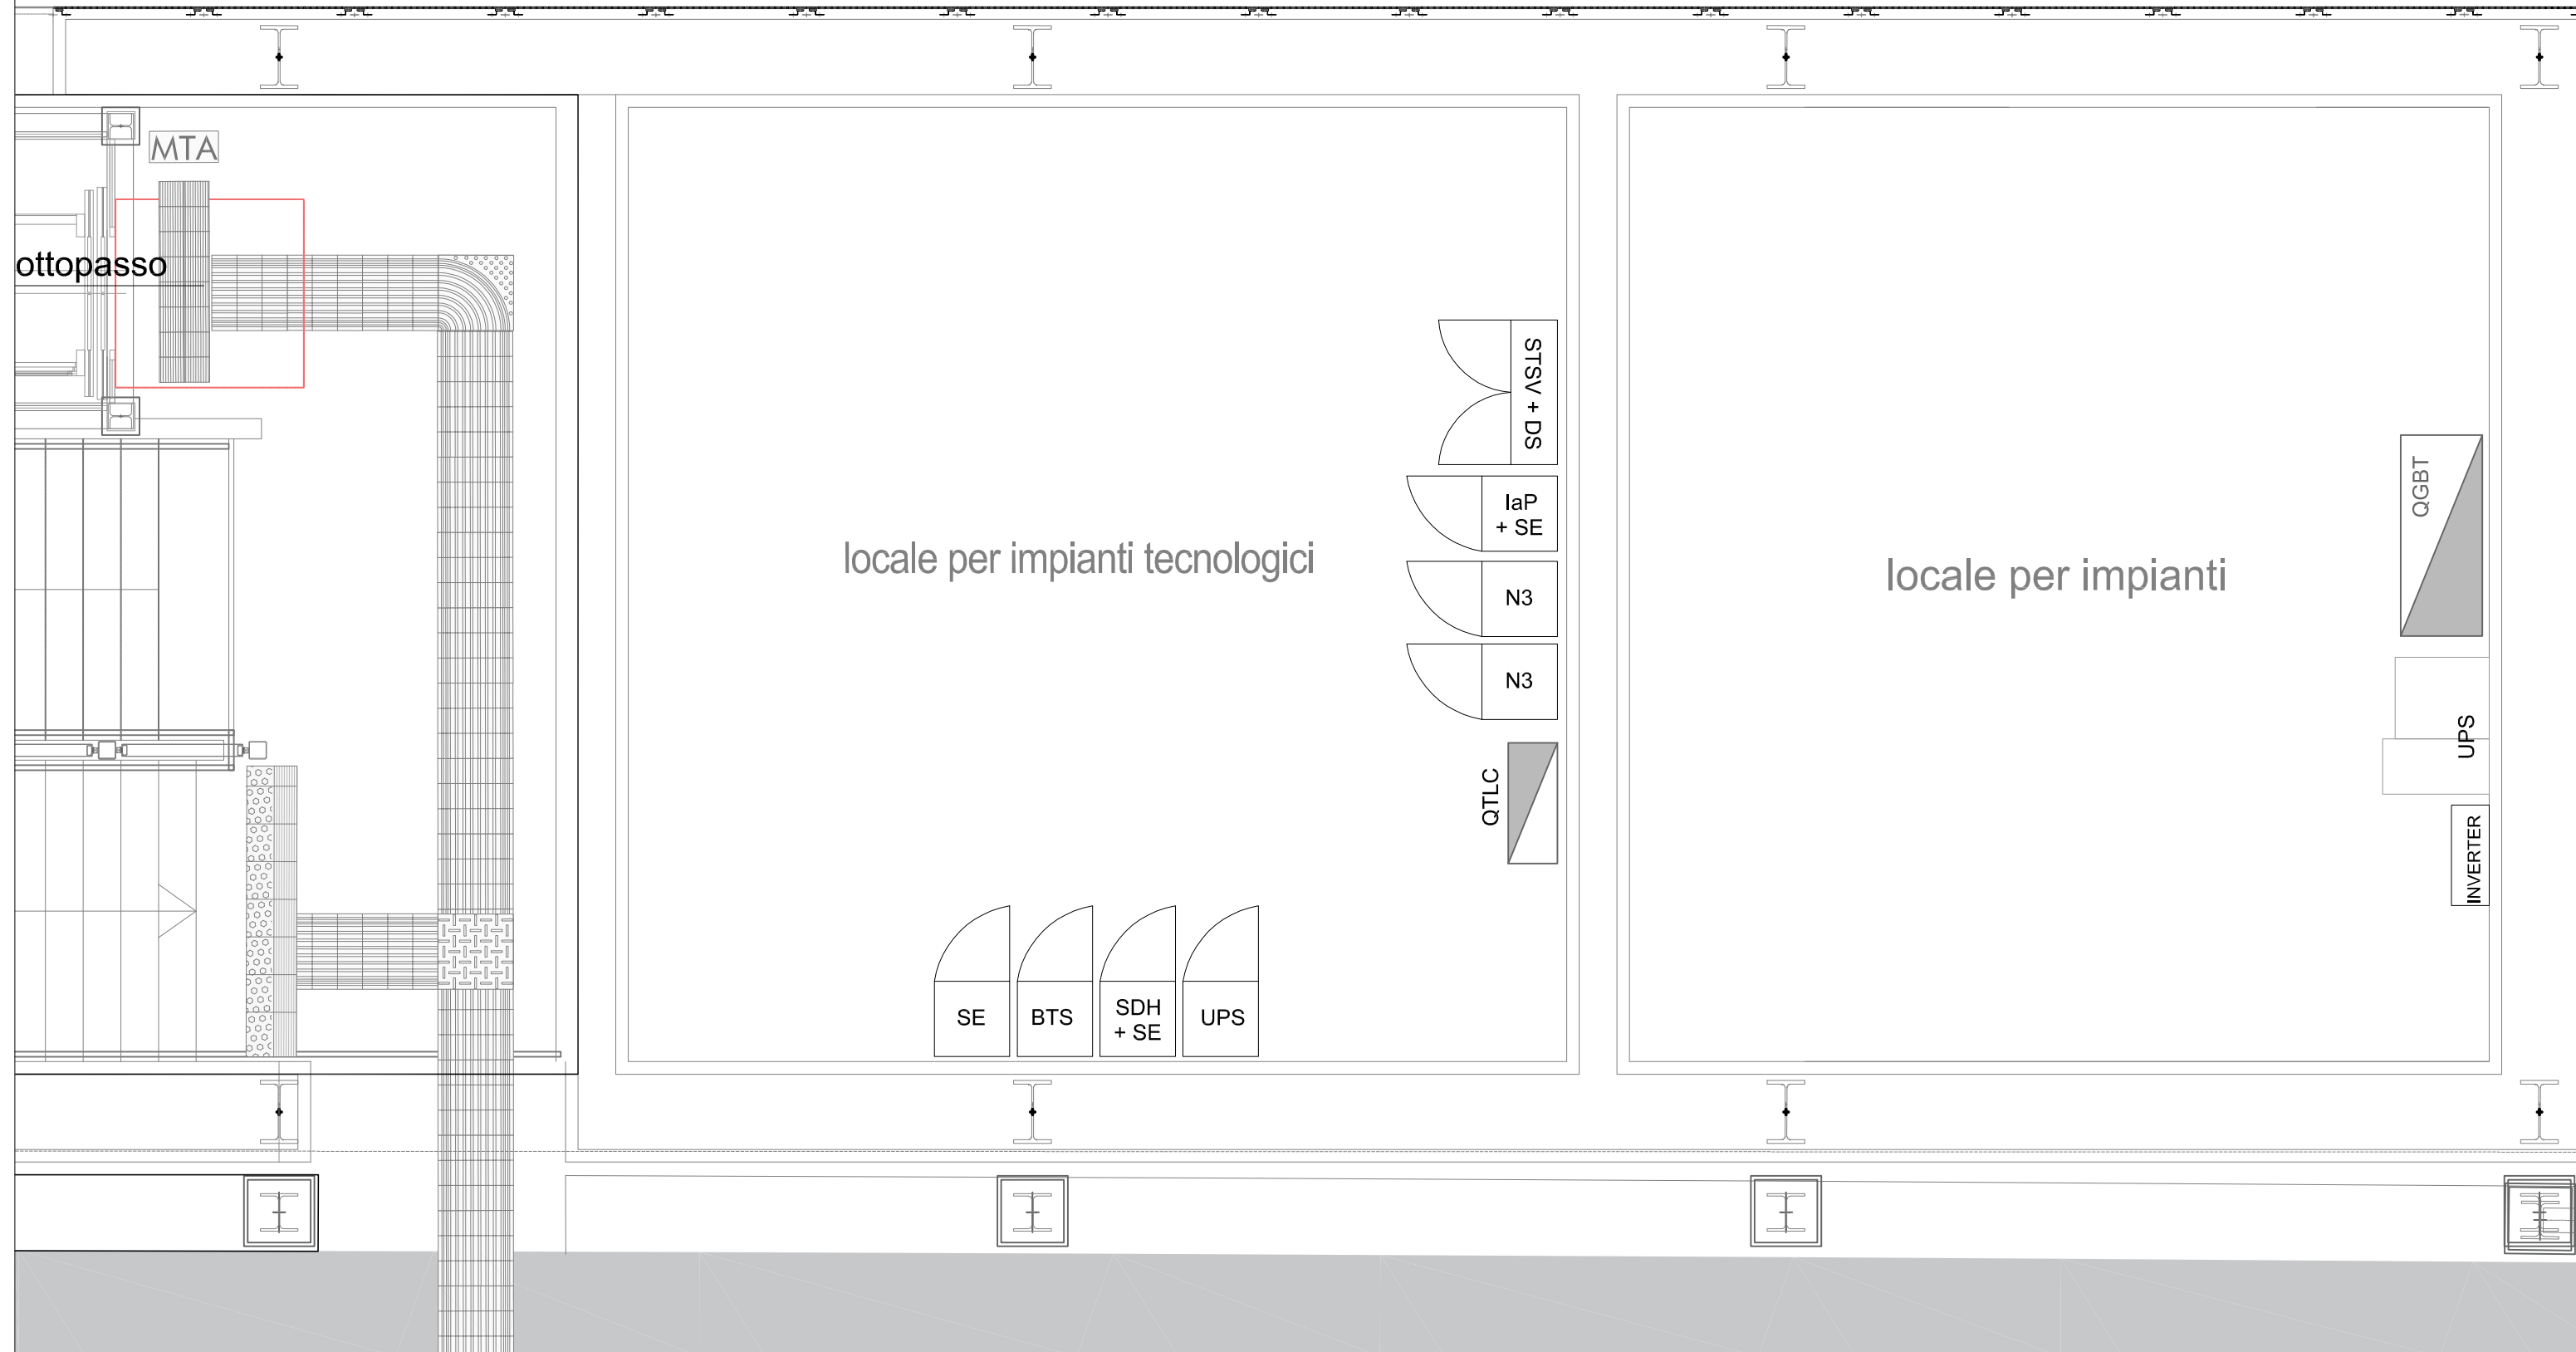 MTA
ottopasso
locale per impianti tecnologici
STSV + DS
IaP
+ SE
N3
N3
QTLC
SE
BTS
SDH
+ SE
UPS
locale per impianti
QGBT
UPS
INVERTER